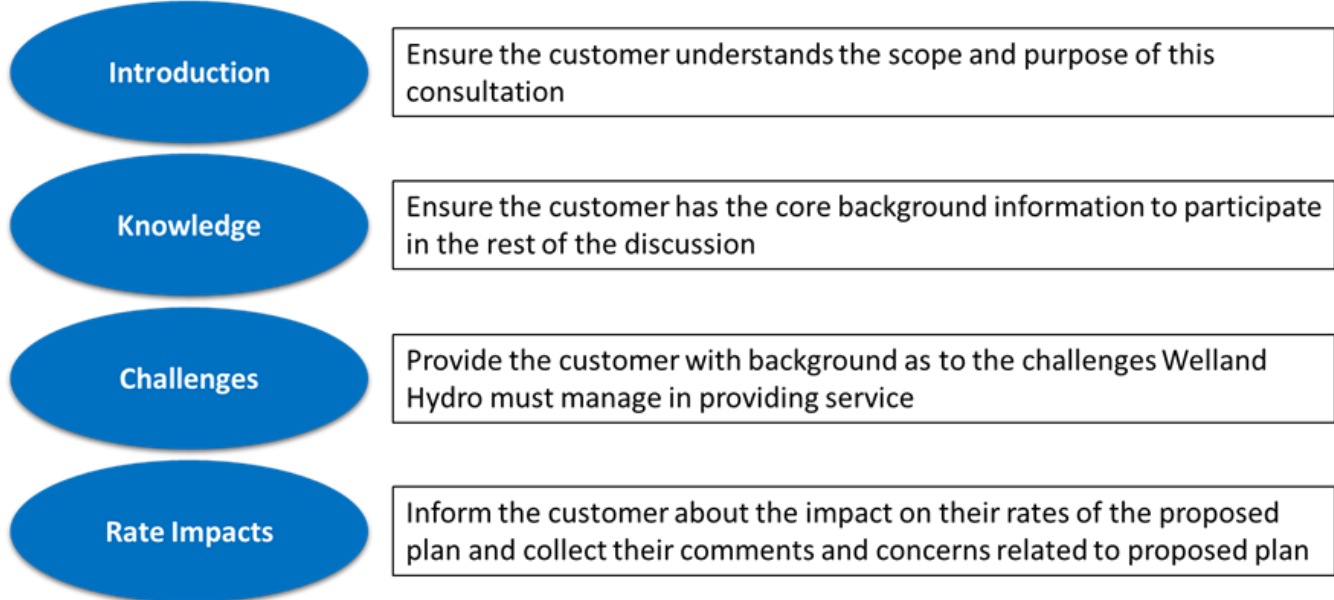 Introduction
Ensure the customer understands the scope and purpose of this
consultation
Knowledge
Ensure the customer has the core background information to participate
in the rest of the discussion
Challenges
Provide the customer with background as to the challenges Welland
Hydro must manage in providing service
Rate Impacts
Inform the customer about the impact on their rates of the proposed
plan and collect their comments and concerns related to proposed plan